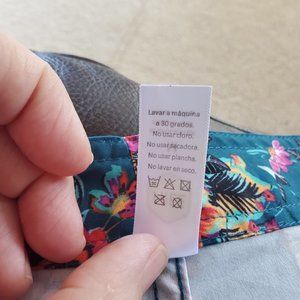 Lavar a máquina
a 30 grados.
No usar cloro.
No usar secadora.
No usar plancha.
No lavar en seco.